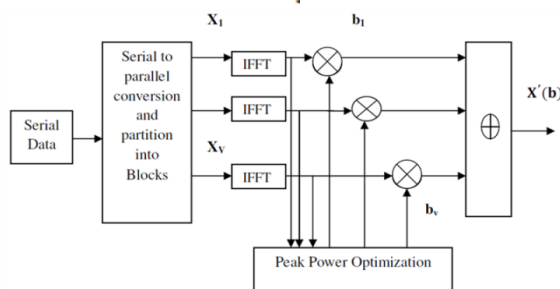 X₁
b₁
Serial to
parallel
conversion
and
partition
into
Blocks
IFFT
IFFT
IFFT
Serial
Data
X'(b)
Xᵥ
bᵥ
Peak Power Optimization